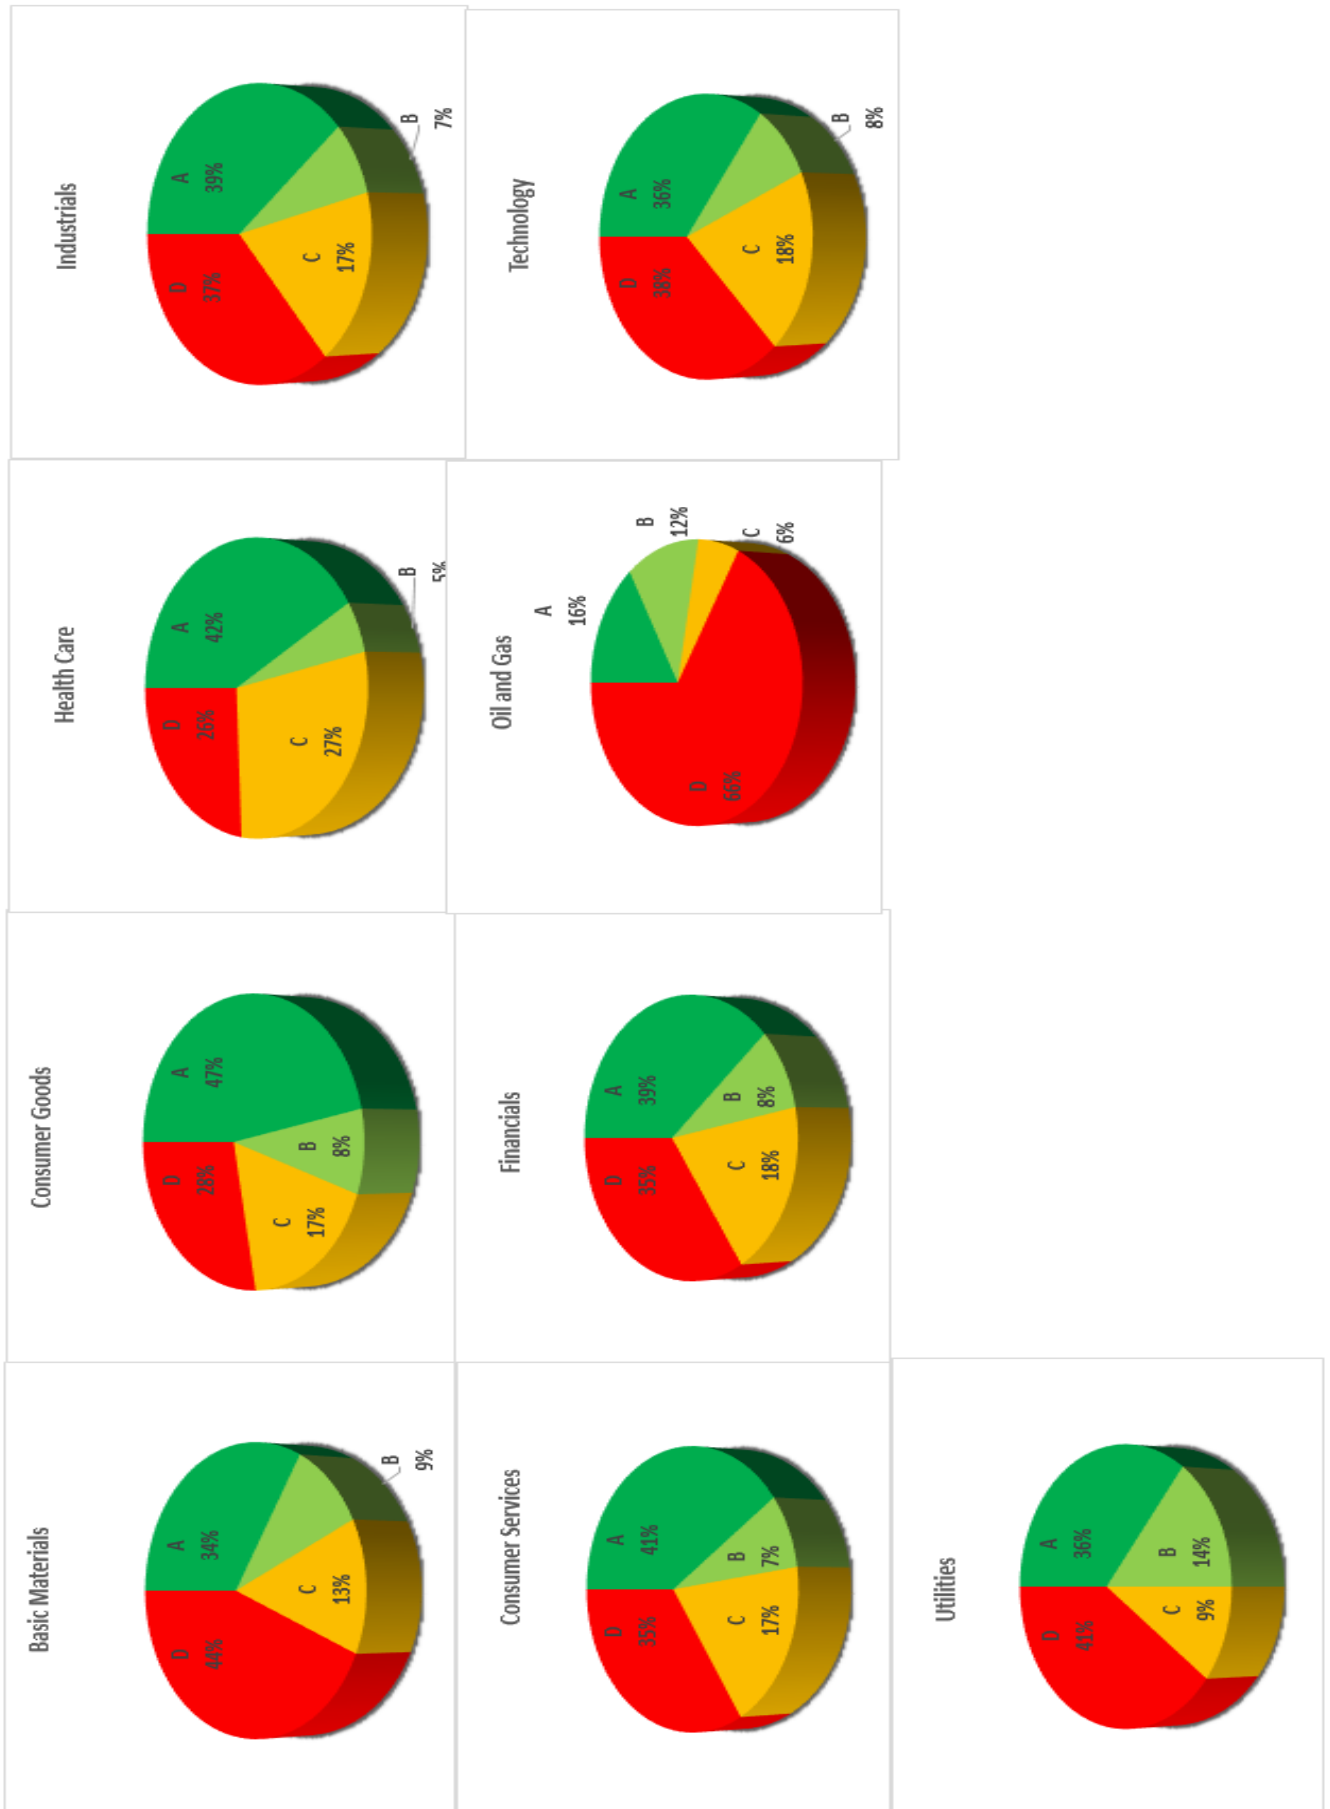 Basic Materials
A
34%
B
9%
C
13%
D
44%
Consumer Goods
A
47%
B
8%
C
17%
D
28%
Health Care
A
42%
B
5%
C
27%
D
26%
Industrials
A
39%
B
7%
C
17%
D
37%
Consumer Services
A
41%
B
7%
C
17%
D
35%
Financials
A
39%
B
8%
C
18%
D
35%
Oil and Gas
A
16%
B
12%
C
6%
D
66%
Technology
A
36%
B
8%
C
18%
D
38%
Utilities
A
36%
B
14%
C
9%
D
41%